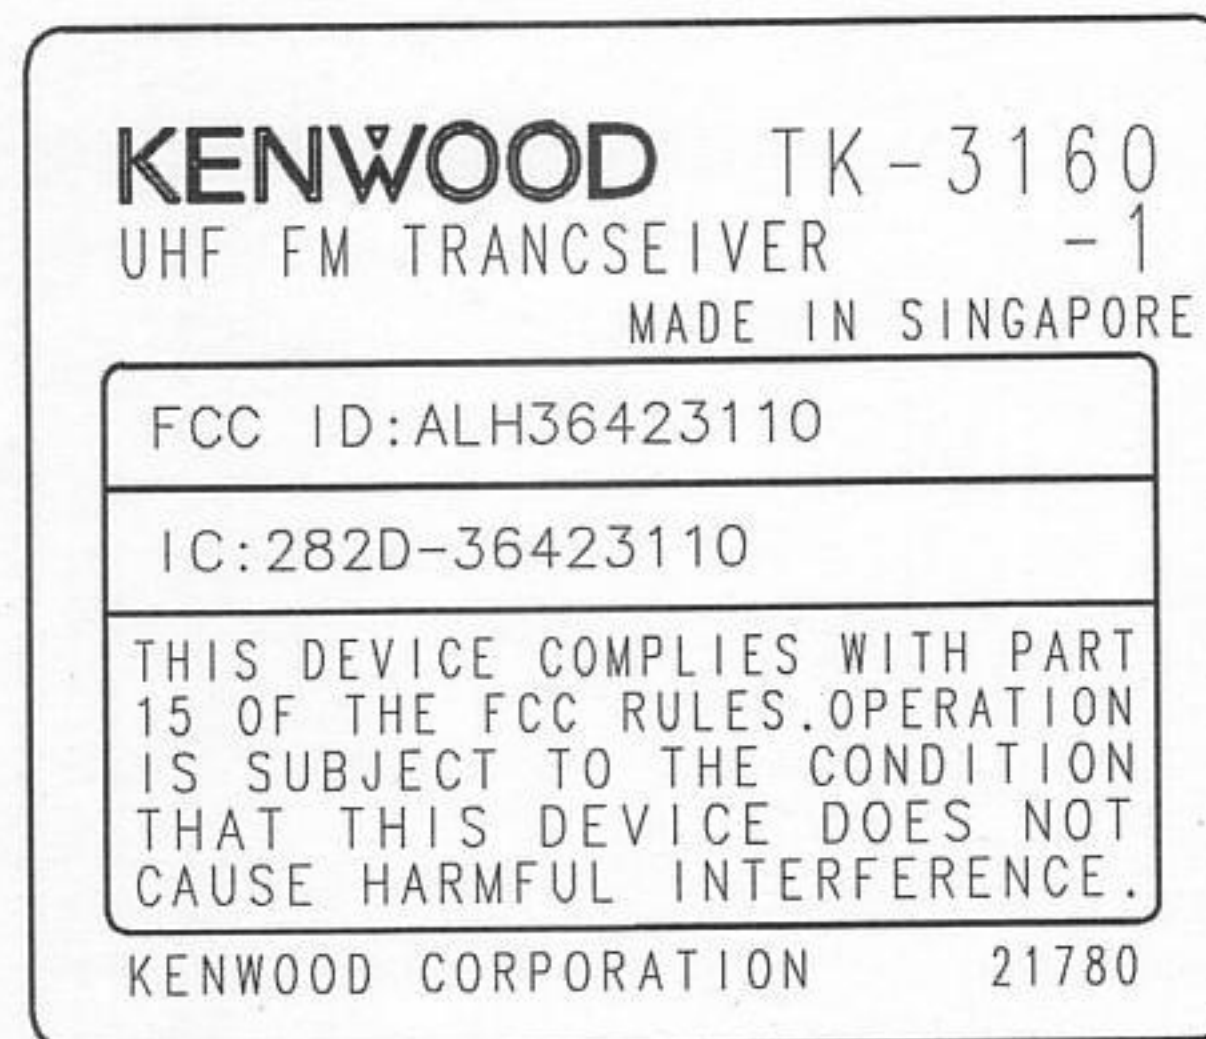 KENWOOD TK-3160
UHF FM TRANCSEIVER -1
MADE IN SINGAPORE
FCC ID:ALH36423110
IC:282D-36423110
THIS DEVICE COMPLIES WITH PART
15 OF THE FCC RULES.OPERATION
IS SUBJECT TO THE CONDITION
THAT THIS DEVICE DOES NOT
CAUSE HARMFUL INTERFERENCE.
KENWOOD CORPORATION 21780